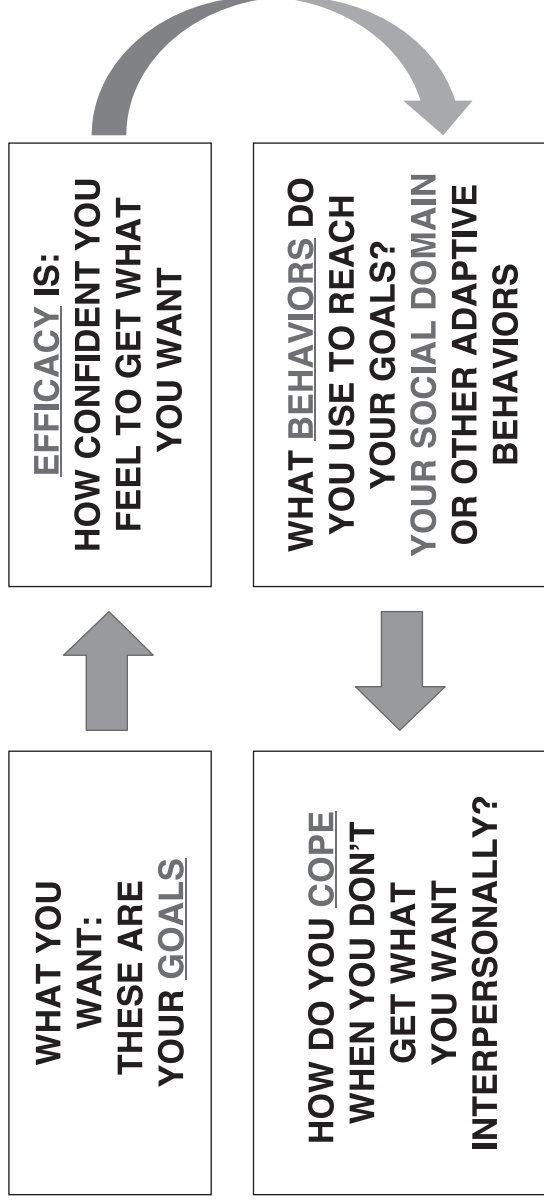 WHAT YOU
WANT:
THESE ARE
YOUR GOALS
EFFICACY IS:
HOW CONFIDENT YOU
FEEL TO GET WHAT
YOU WANT
WHAT BEHAVIORS DO
YOU USE TO REACH
YOUR GOALS?
YOUR SOCIAL DOMAIN
OR OTHER ADAPTIVE
BEHAVIORS
HOW DO YOU COPE
WHEN YOU DON'T
GET WHAT
YOU WANT
INTERPERSONALLY?